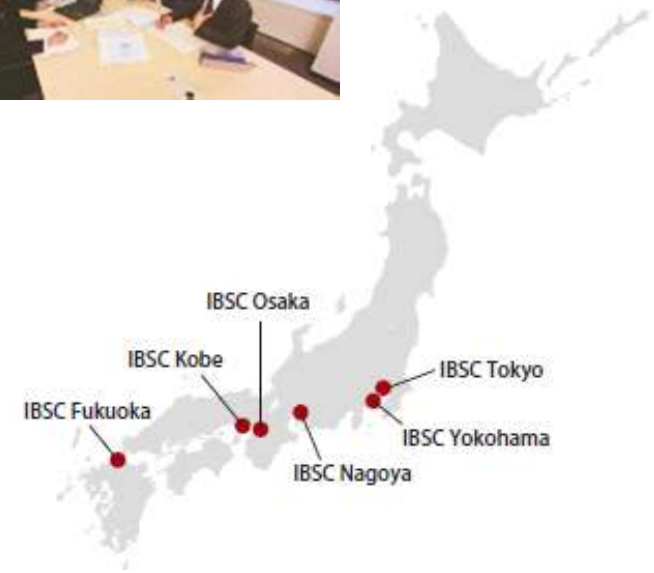 IBSC Osaka
IBSC Kobe
IBSC Tokyo
IBSC Fukuoka
IBSC Yokohama
IBSC Nagoya